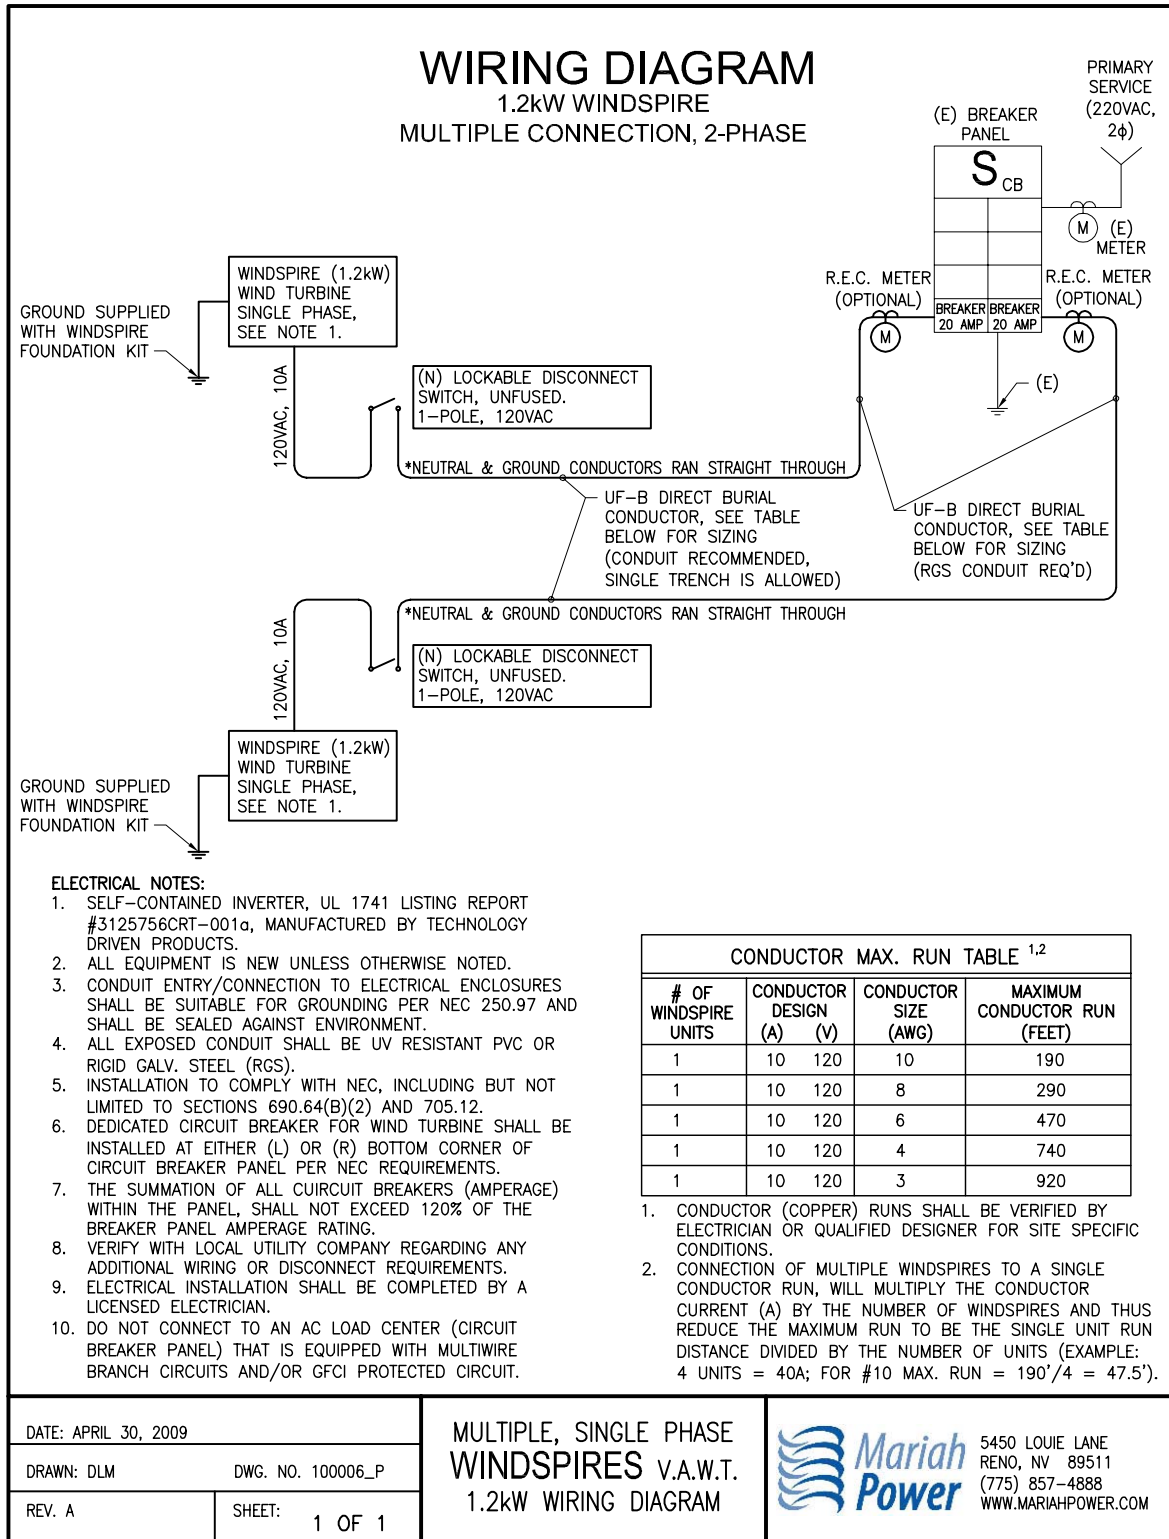 WIRING DIAGRAM
1.2kW WINDSPIRE
MULTIPLE CONNECTION, 2-PHASE
PRIMARY
SERVICE
(220VAC,
2ϕ)
(E) BREAKER
PANEL
S CB
M
(E)
METER
R.E.C. METER
(OPTIONAL)
M
BREAKER
20 AMP
BREAKER
20 AMP
R.E.C. METER
(OPTIONAL)
M
(E)
WINDSPIRE (1.2kW)
WIND TURBINE
SINGLE PHASE,
SEE NOTE 1.
GROUND SUPPLIED
WITH WINDSPIRE
FOUNDATION KIT
120VAC, 10A
(N) LOCKABLE DISCONNECT
SWITCH, UNFUSED.
1-POLE, 120VAC
*NEUTRAL & GROUND CONDUCTORS RAN STRAIGHT THROUGH
UF-B DIRECT BURIAL
CONDUCTOR, SEE TABLE
BELOW FOR SIZING
(CONDUIT RECOMMENDED,
SINGLE TRENCH IS ALLOWED)
UF-B DIRECT BURIAL
CONDUCTOR, SEE TABLE
BELOW FOR SIZING
(RGS CONDUIT REQ'D)
*NEUTRAL & GROUND CONDUCTORS RAN STRAIGHT THROUGH
120VAC, 10A
(N) LOCKABLE DISCONNECT
SWITCH, UNFUSED.
1-POLE, 120VAC
WINDSPIRE (1.2kW)
WIND TURBINE
SINGLE PHASE,
SEE NOTE 1.
GROUND SUPPLIED
WITH WINDSPIRE
FOUNDATION KIT
ELECTRICAL NOTES:
1. SELF-CONTAINED INVERTER, UL 1741 LISTING REPORT
#3125756CRT-001a, MANUFACTURED BY TECHNOLOGY
DRIVEN PRODUCTS.
2. ALL EQUIPMENT IS NEW UNLESS OTHERWISE NOTED.
3. CONDUIT ENTRY/CONNECTION TO ELECTRICAL ENCLOSURES
SHALL BE SUITABLE FOR GROUNDING PER NEC 250.97 AND
SHALL BE SEALED AGAINST ENVIRONMENT.
4. ALL EXPOSED CONDUIT SHALL BE UV RESISTANT PVC OR
RIGID GALV. STEEL (RGS).
5. INSTALLATION TO COMPLY WITH NEC, INCLUDING BUT NOT
LIMITED TO SECTIONS 690.64(B)(2) AND 705.12.
6. DEDICATED CIRCUIT BREAKER FOR WIND TURBINE SHALL BE
INSTALLED AT EITHER (L) OR (R) BOTTOM CORNER OF
CIRCUIT BREAKER PANEL PER NEC REQUIREMENTS.
7. THE SUMMATION OF ALL CUIRCUIT BREAKERS (AMPERAGE)
WITHIN THE PANEL, SHALL NOT EXCEED 120% OF THE
BREAKER PANEL AMPERAGE RATING.
8. VERIFY WITH LOCAL UTILITY COMPANY REGARDING ANY
ADDITIONAL WIRING OR DISCONNECT REQUIREMENTS.
9. ELECTRICAL INSTALLATION SHALL BE COMPLETED BY A
LICENSED ELECTRICIAN.
10. DO NOT CONNECT TO AN AC LOAD CENTER (CIRCUIT
BREAKER PANEL) THAT IS EQUIPPED WITH MULTIWIRE
BRANCH CIRCUITS AND/OR GFCI PROTECTED CIRCUIT.
CONDUCTOR MAX. RUN TABLE 1,2
# OF WINDSPIRE UNITS CONDUCTOR DESIGN (A) (V) CONDUCTOR SIZE (AWG) MAXIMUM CONDUCTOR RUN (FEET)
1 10 120 10 190
1 10 120 8 290
1 10 120 6 470
1 10 120 4 740
1 10 120 3 920
1. CONDUCTOR (COPPER) RUNS SHALL BE VERIFIED BY
ELECTRICIAN OR QUALIFIED DESIGNER FOR SITE SPECIFIC
CONDITIONS.
2. CONNECTION OF MULTIPLE WINDSPIRES TO A SINGLE
CONDUCTOR RUN, WILL MULTIPLY THE CONDUCTOR
CURRENT (A) BY THE NUMBER OF WINDSPIRES AND THUS
REDUCE THE MAXIMUM RUN TO BE THE SINGLE UNIT RUN
DISTANCE DIVIDED BY THE NUMBER OF UNITS (EXAMPLE:
4 UNITS = 40A; FOR #10 MAX. RUN = 190'/4 = 47.5').
DATE: APRIL 30, 2009
DRAWN: DLM DWG. NO. 100006_P
REV. A SHEET: 1 OF 1
MULTIPLE, SINGLE PHASE
WINDSPIRES V.A.W.T.
1.2kW WIRING DIAGRAM
Mariah
Power
5450 LOUIE LANE
RENO, NV 89511
(775) 857-4888
WWW.MARIAHPOWER.COM